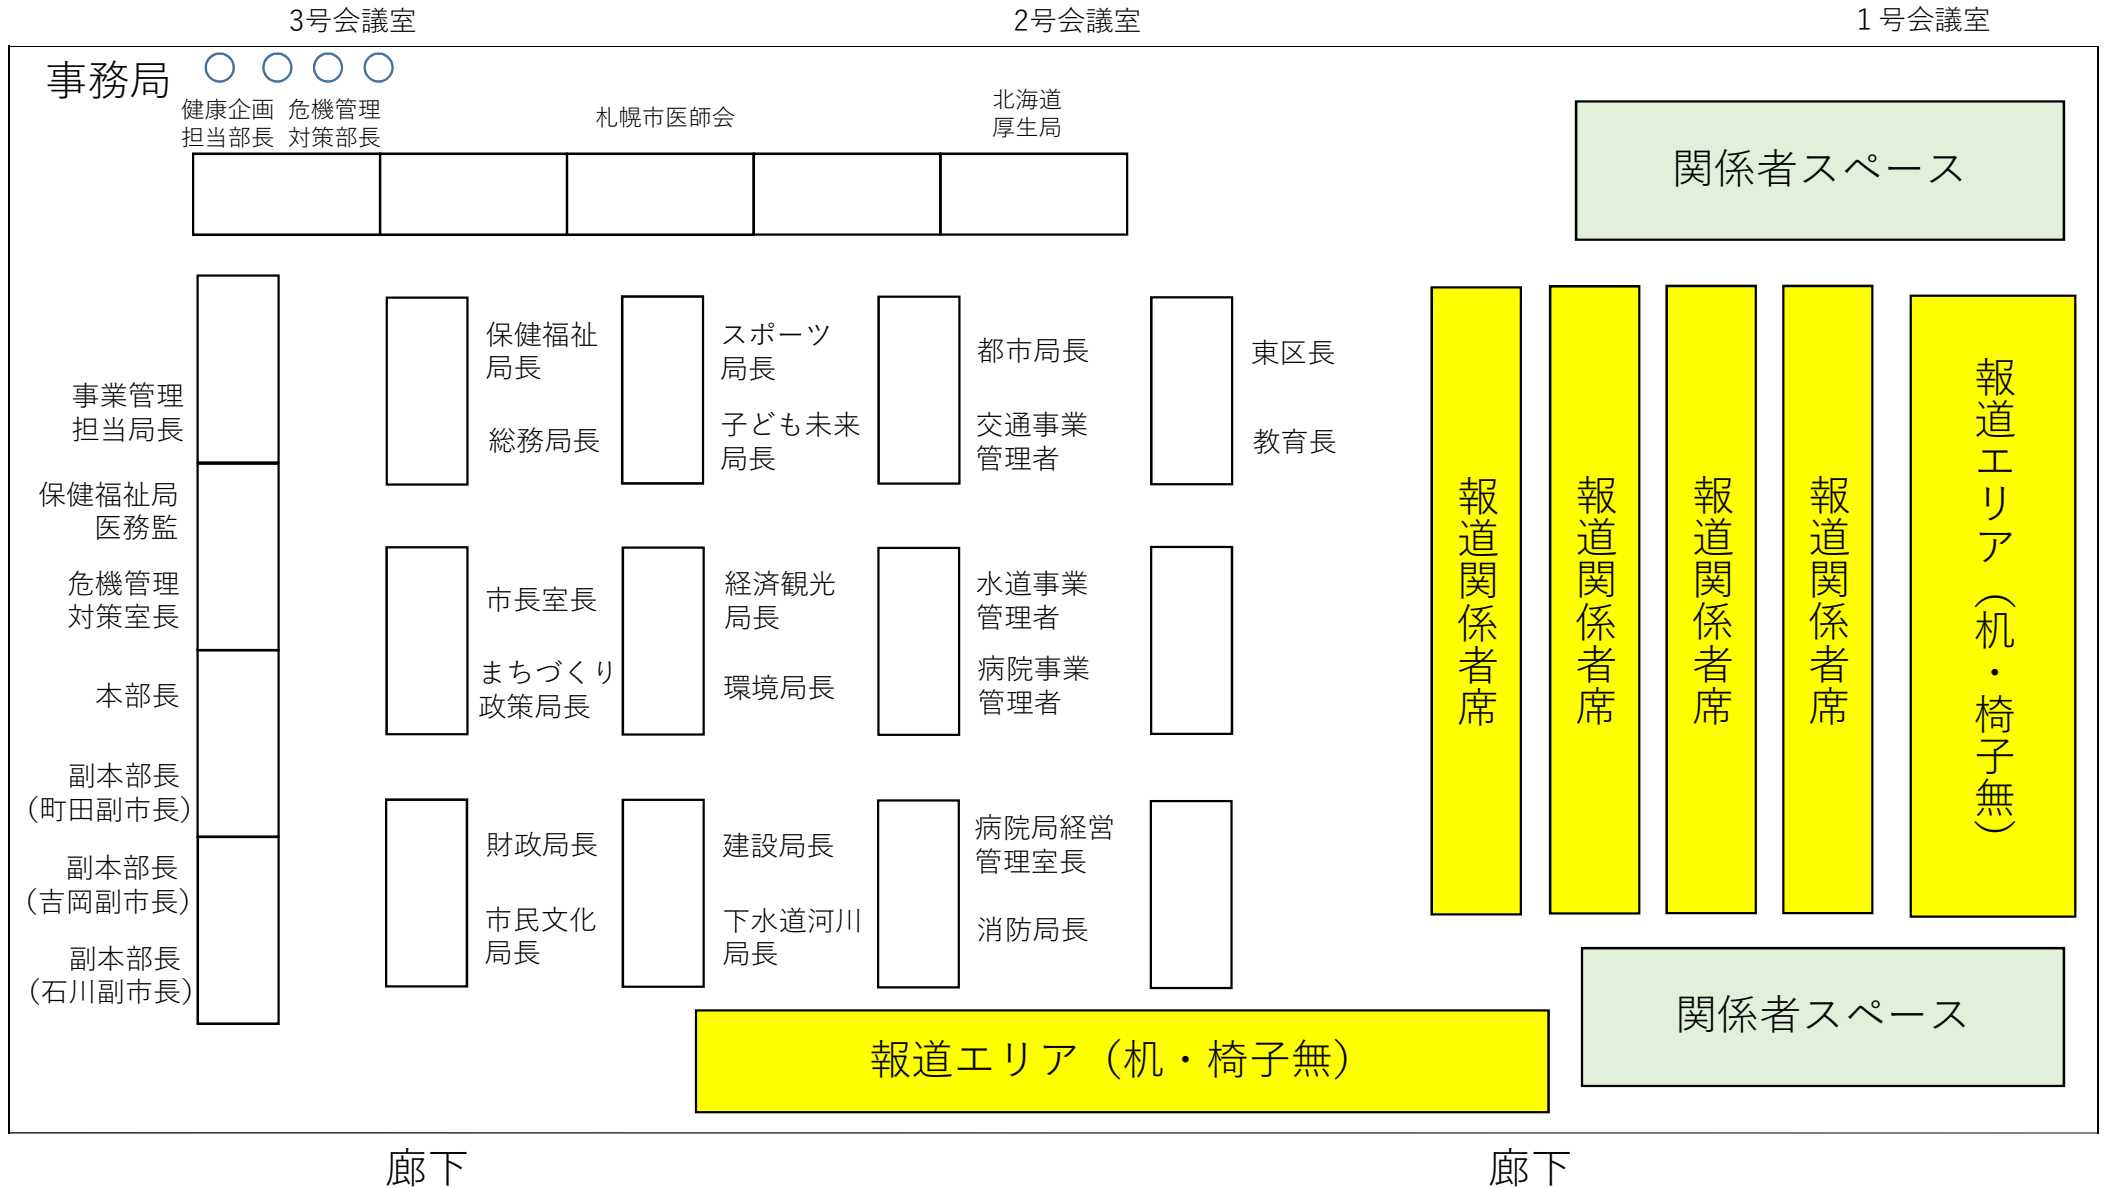 3号会議室
2号会議室
１号会議室
事務局
健康企画
担当部長
危機管理
対策部長
札幌市医師会
北海道
厚生局
関係者スペース
事業管理
担当局長
保健福祉局
医務監
危機管理
対策室長
本部長
副本部長
（町田副市長）
副本部長
（吉岡副市長）
副本部長
（石川副市長）
保健福祉
局長
総務局長
市長室長
まちづくり
政策局長
財政局長
市民文化
局長
スポーツ
局長
子ども未来
局長
経済観光
局長
環境局長
建設局長
下水道河川
局長
都市局長
交通事業
管理者
水道事業
管理者
病院事業
管理者
病院局経営
管理室長
消防局長
東区長
教育長
報道関係者席
報道関係者席
報道関係者席
報道関係者席
報道エリア（机・椅子無）
関係者スペース
報道エリア（机・椅子無）
廊下
廊下